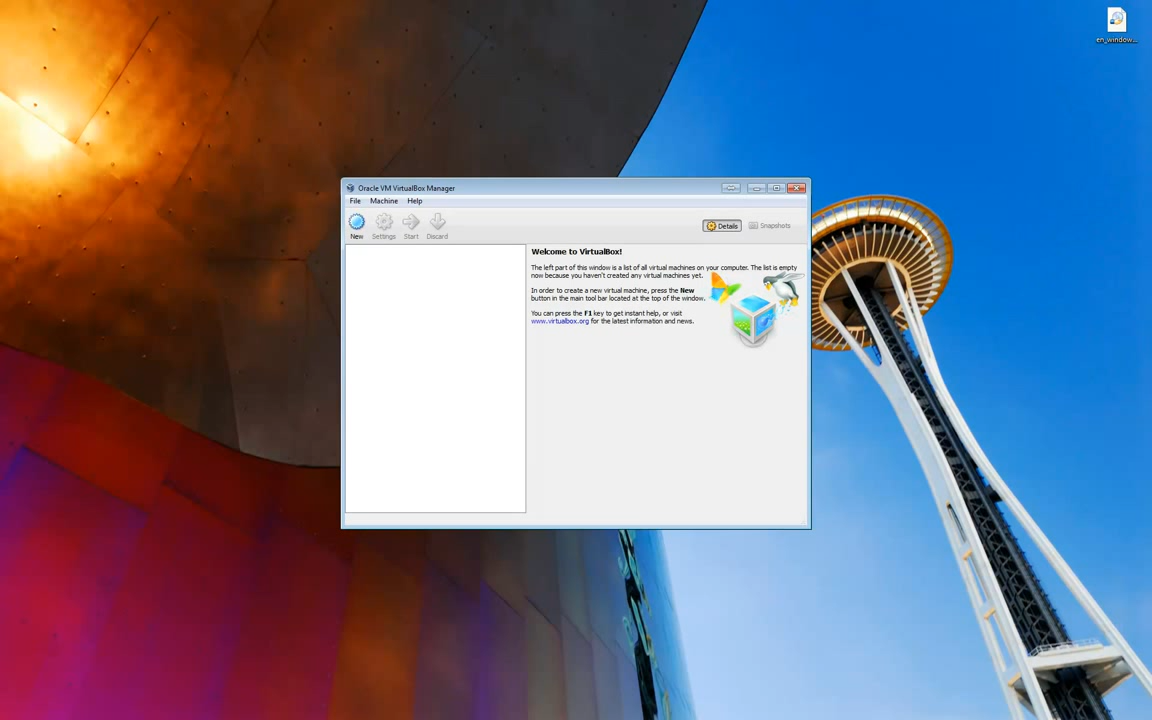 en_window...
Oracle VM VirtualBox Manager
File Machine Help
New Settings Start Discard
Details Snapshots
Welcome to VirtualBox!
The left part of this window is a list of all virtual machines on your computer. The list is empty
now because you haven't created any virtual machines yet.
In order to create a new virtual machine, press the New
button in the main tool bar located at the top of the window.
You can press the F1 key to get instant help, or visit
www.virtualbox.org for the latest information and news.